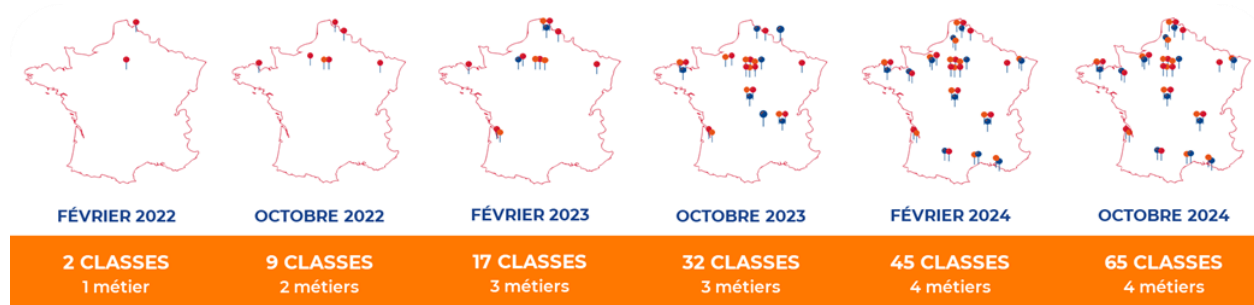 FÉVRIER 2022
OCTOBRE 2022
FÉVRIER 2023
OCTOBRE 2023
FÉVRIER 2024
OCTOBRE 2024
2 CLASSES
9 CLASSES
17 CLASSES
32 CLASSES
45 CLASSES
65 CLASSES
1 métier
2 métiers
3 métiers
3 métiers
4 métiers
4 métiers